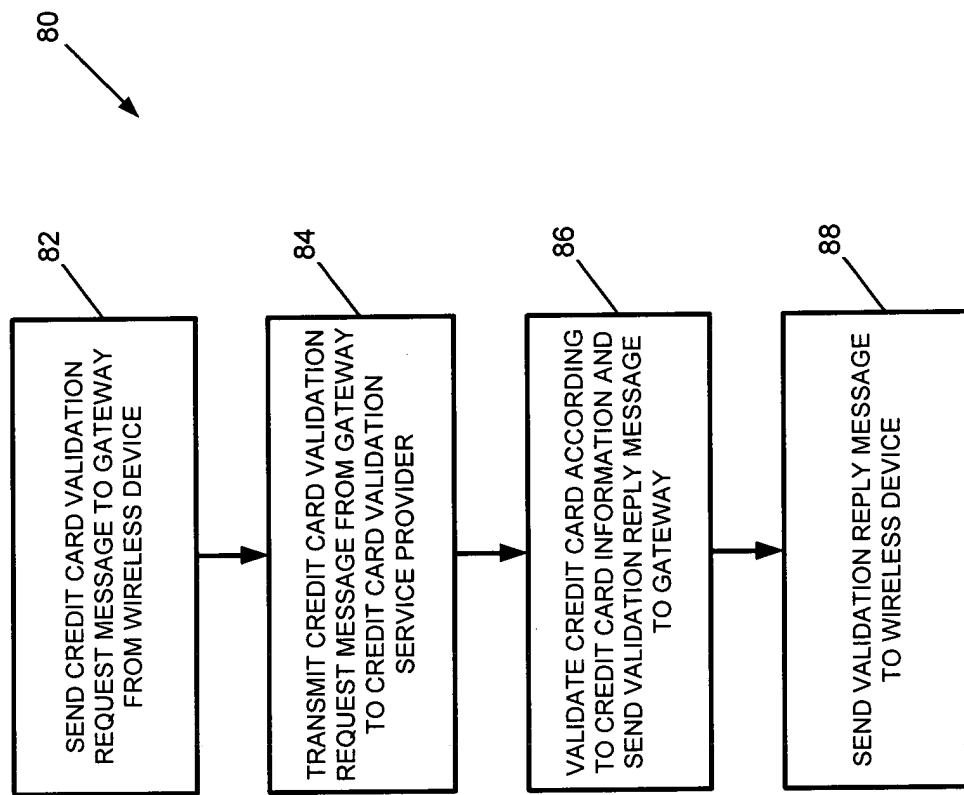 80
82
SEND CREDIT CARD VALIDATION
REQUEST MESSAGE TO GATEWAY
FROM WIRELESS DEVICE
84
TRANSMIT CREDIT CARD VALIDATION
REQUEST MESSAGE FROM GATEWAY
TO CREDIT CARD VALIDATION
SERVICE PROVIDER
86
VALIDATE CREDIT CARD ACCORDING
TO CREDIT CARD INFORMATION AND
SEND VALIDATION REPLY MESSAGE
TO GATEWAY
88
SEND VALIDATION REPLY MESSAGE
TO WIRELESS DEVICE